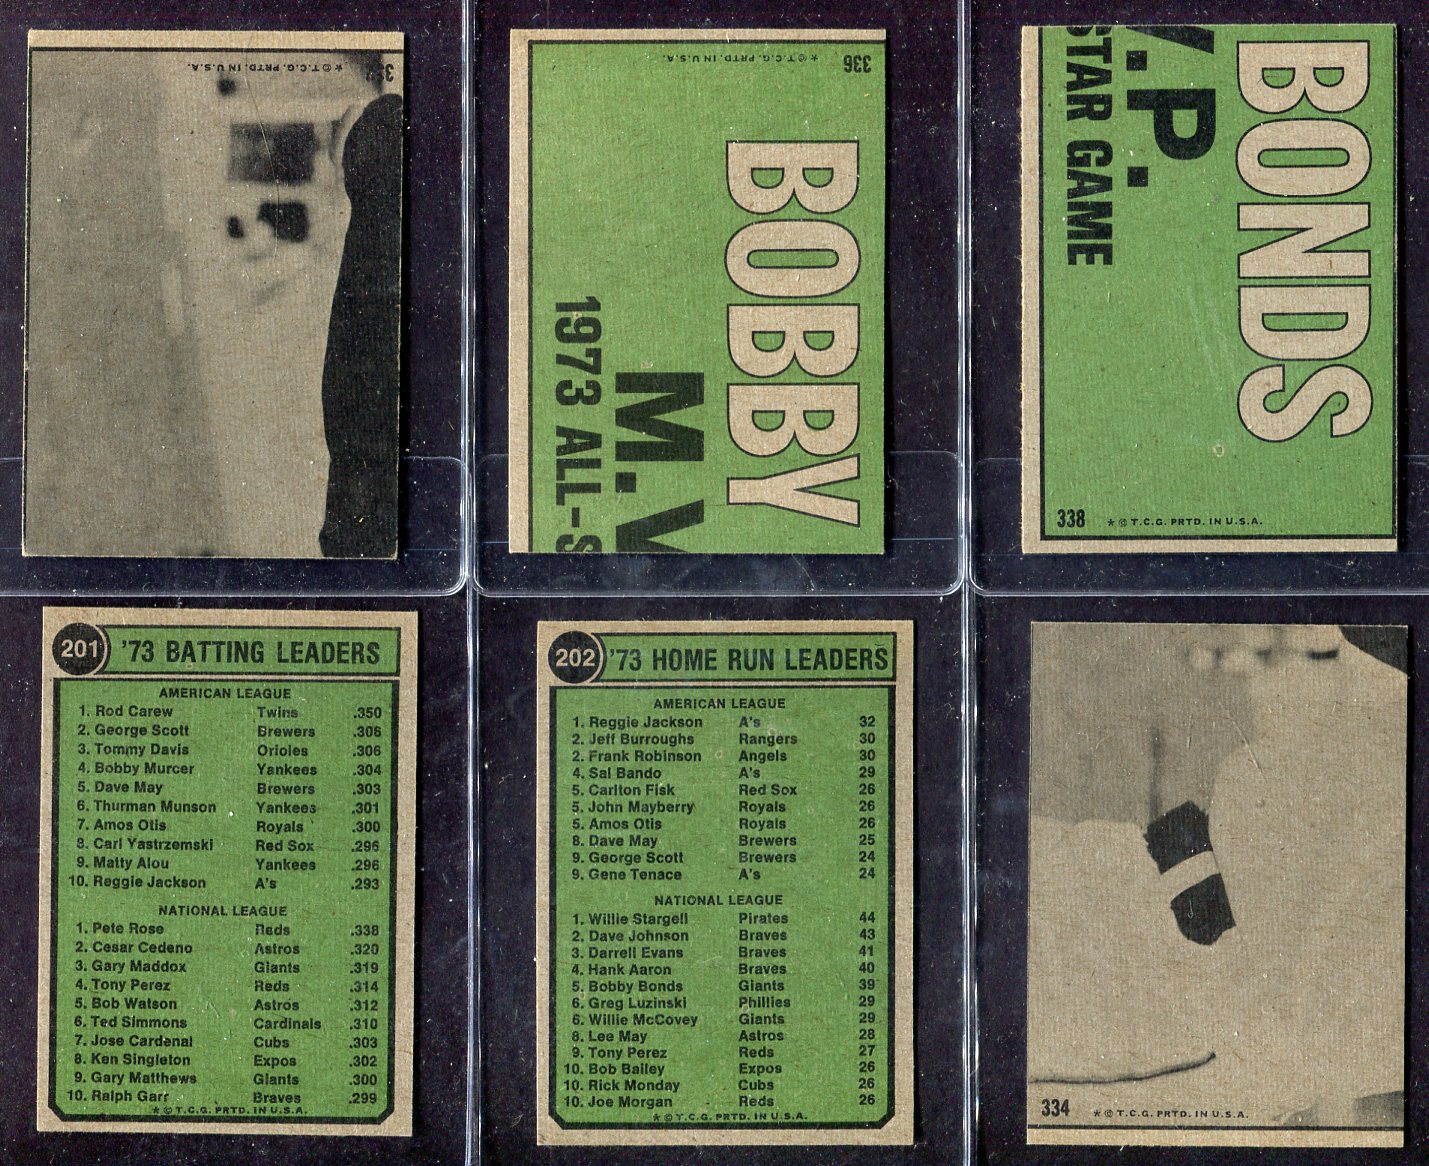 ★ © T.C.G. PRTD. IN U.S.A.
336
★ © T.C.G. PRTD. IN U.S.A.
BOBBY
M.V
1973 ALL-S
BONDS
V.P.
STAR GAME
338 ★ © T.C.G. PRTD. IN U.S.A.
201 '73 BATTING LEADERS
AMERICAN LEAGUE
1. Rod Carew Twins .350
2. George Scott Brewers .306
3. Tommy Davis Orioles .306
4. Bobby Murcer Yankees .304
5. Dave May Brewers .303
6. Thurman Munson Yankees .301
7. Amos Otis Royals .300
8. Carl Yastrzemski Red Sox .296
9. Matty Alou Yankees .296
10. Reggie Jackson A's .293
NATIONAL LEAGUE
1. Pete Rose Reds .338
2. Cesar Cedeno Astros .320
3. Gary Maddox Giants .319
4. Tony Perez Reds .314
5. Bob Watson Astros .312
6. Ted Simmons Cardinals .310
7. Jose Cardenal Cubs .303
8. Ken Singleton Expos .302
9. Gary Matthews Giants .300
10. Ralph Garr Braves .299
★ © T.C.G. PRTD. IN U.S.A.
202 '73 HOME RUN LEADERS
AMERICAN LEAGUE
1. Reggie Jackson A's 32
2. Jeff Burroughs Rangers 30
2. Frank Robinson Angels 30
4. Sal Bando A's 29
5. Carlton Fisk Red Sox 26
5. John Mayberry Royals 26
5. Amos Otis Royals 26
8. Dave May Brewers 25
9. George Scott Brewers 24
9. Gene Tenace A's 24
NATIONAL LEAGUE
1. Willie Stargell Pirates 44
2. Dave Johnson Braves 43
3. Darrell Evans Braves 41
4. Hank Aaron Braves 40
5. Bobby Bonds Giants 39
6. Greg Luzinski Phillies 29
6. Willie McCovey Giants 29
8. Lee May Astros 28
9. Tony Perez Reds 27
10. Bob Bailey Expos 26
10. Rick Monday Cubs 26
10. Joe Morgan Reds 26
★ © T.C.G. PRTD. IN U.S.A.
334 ★ © T.C.G. PRTD. IN U.S.A.